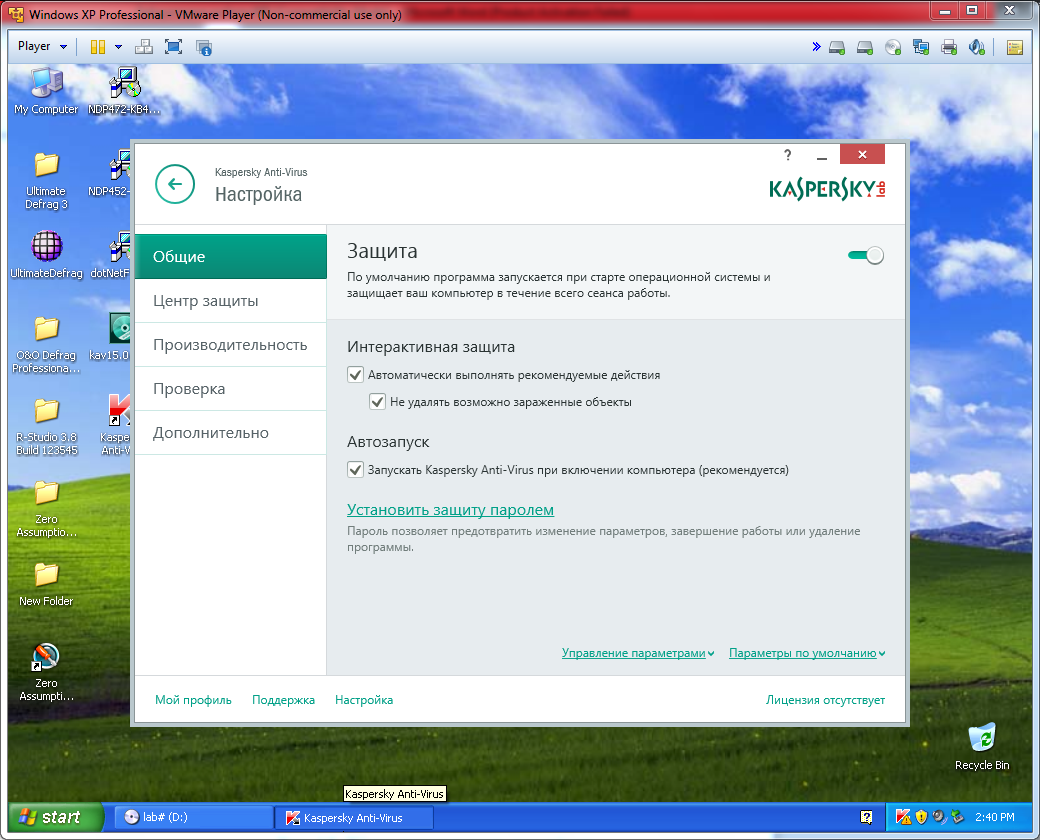 Windows XP Professional - VMware Player (Non-commercial use only)
Player
My Computer
NDP472-KB4...
Ultimate
Defrag 3
NDP452-
UltimateDefrag
dotNetF
O&O Defrag
Professiona...
kav15.0
R-Studio 3.8
Build 123545
Kaspe
Anti-V
Zero
Assumptio...
New Folder
Zero
Assumpti...
Kaspersky Anti-Virus
Настройка
?
KASPERSKY lab
Общие
Центр защиты
Производительность
Проверка
Дополнительно
Защита
По умолчанию программа запускается при старте операционной системы и
защищает ваш компьютер в течение всего сеанса работы.
Интерактивная защита
Автоматически выполнять рекомендуемые действия
Не удалять возможно зараженные объекты
Автозапуск
Запускать Kaspersky Anti-Virus при включении компьютера (рекомендуется)
Установить защиту паролем
Пароль позволяет предотвратить изменение параметров, завершение работы или удаление
программы.
Управление параметрами
Параметры по умолчанию
Мой профиль
Поддержка
Настройка
Лицензия отсутствует
Recycle Bin
Kaspersky Anti-Virus
start
lab# (D:)
Kaspersky Anti-Virus
2:40 PM